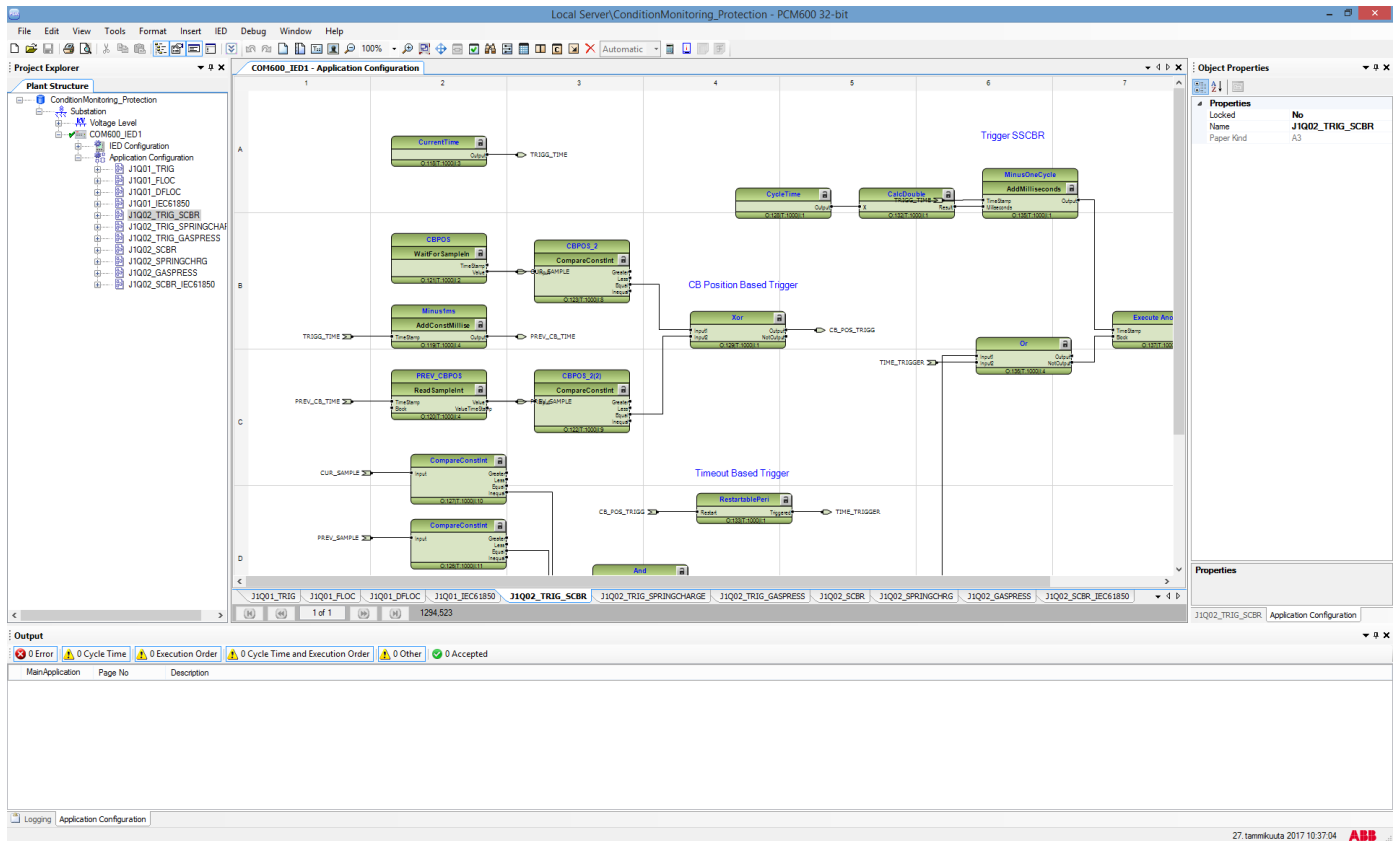 Local Server\ConditionMonitoring_Protection - PCM600 32-bit
File Edit View Tools Format Insert IED Debug Window Help
100% Automatic
Project Explorer
Plant Structure
ConditionMonitoring_Protection
Substation
Voltage Level
COM600_IED1
IED Configuration
Application Configuration
J1Q01_TRIG
J1Q01_FLOC
J1Q01_DFLOC
J1Q01_IEC61850
J1Q02_TRIG_SCBR
J1Q02_TRIG_SPRINGCHAF
J1Q02_TRIG_GASPRESS
J1Q02_SCBR
J1Q02_SPRINGCHRG
J1Q02_GASPRESS
J1Q02_SCBR_IEC61850
COM600_IED1 - Application Configuration
1 2 3 4 5 6 7
A
B
C
D
CurrentTime
Output
TRIGG_TIME
Trigger SSCBR
CycleTime
Output
CalcDouble
TRIGG_TIME
X Result
MinusOneCycle
AddMilliseconds
TimeStamp Output
Milliseconds
CBPOS
WaitForSampleIn
TimeStamp
Value
CUR_SAMPLE
CBPOS_2
CompareConstInt
Greater
Less
Equal
Inequal
CB Position Based Trigger
Minus1ms
AddConstMillise
TRIGG_TIME
TimeStamp Output
PREV_CB_TIME
Xor
Input1 Output
Input2 NotOutput
CB_POS_TRIGG
Execute Ano
TimeStamp
Block
TIME_TRIGGER
Or
Input1 Output
Input2 NotOutput
PREV_CBPOS
ReadSampleInt
PREV_CB_TIME
TimeStamp Value
Block ValueTimeStamp
PREV_SAMPLE
CBPOS_2(2)
CompareConstInt
Greater
Less
Equal
Inequal
CUR_SAMPLE
CompareConstInt
Input Greater
Less
Equal
Inequal
Timeout Based Trigger
CB_POS_TRIGG
RestartablePeri
Restart Triggered
TIME_TRIGGER
PREV_SAMPLE
CompareConstInt
Input Greater
Less
Equal
Inequal
And
J1Q01_TRIG J1Q01_FLOC J1Q01_DFLOC J1Q01_IEC61850 J1Q02_TRIG_SCBR J1Q02_TRIG_SPRINGCHARGE J1Q02_TRIG_GASPRESS J1Q02_SCBR J1Q02_SPRINGCHRG J1Q02_GASPRESS J1Q02_SCBR_IEC61850
1 of 1 1294,523
Object Properties
Properties
Locked No
Name J1Q02_TRIG_SCBR
Paper Kind A3
Properties
J1Q02_TRIG_SCBR Application Configuration
Output
0 Error 0 Cycle Time 0 Execution Order 0 Cycle Time and Execution Order 0 Other 0 Accepted
MainApplication Page No Description
Logging Application Configuration
27. tammikuuta 2017 10:37:04 ABB